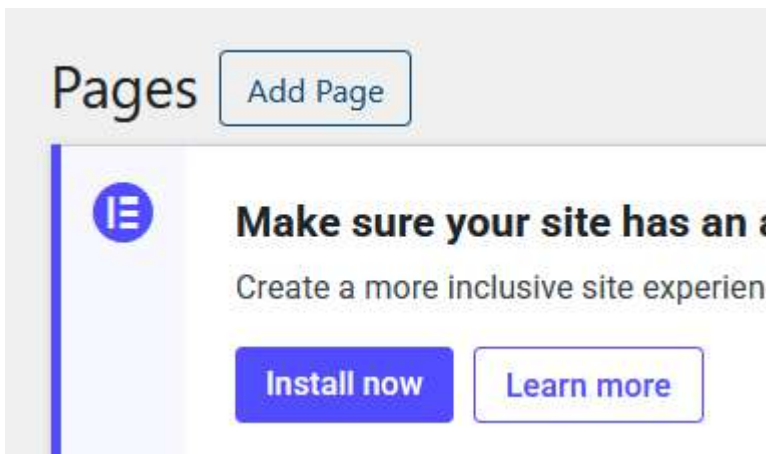 Pages Add Page
Make sure your site has an
Create a more inclusive site experien
Install now Learn more